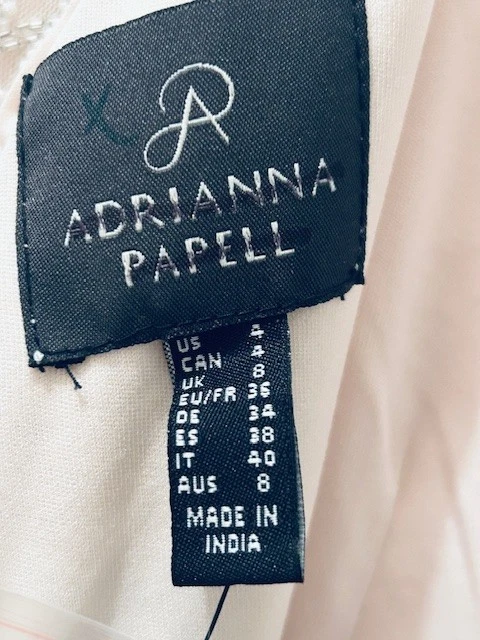 ADRIANNA
PAPELL
US 4
CAN 4
UK 8
EU/FR 36
DE 34
ES 38
IT 40
AUS 8
MADE IN
INDIA